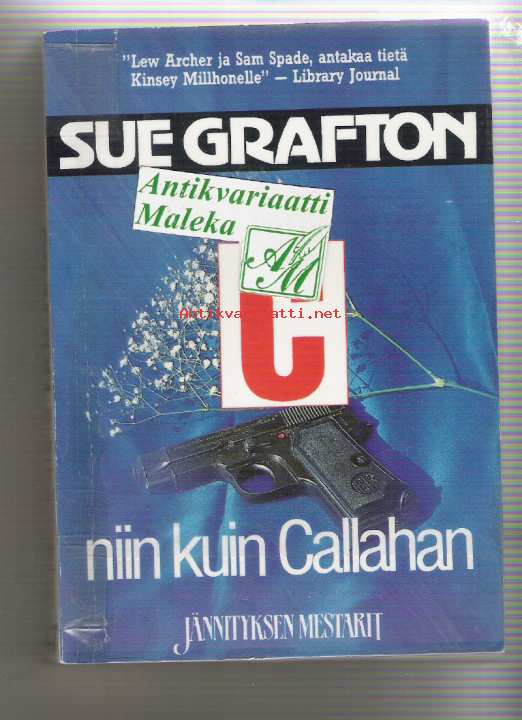 "Lew Archer ja Sam Spade, antakaa tietä
Kinsey Millhonelle" — Library Journal
SUE GRAFTON
Antikvariaatti
Maleka
AM
Antikvariaatti.net
C
niin kuin Callahan
JÄNNITYKSEN MESTARIT